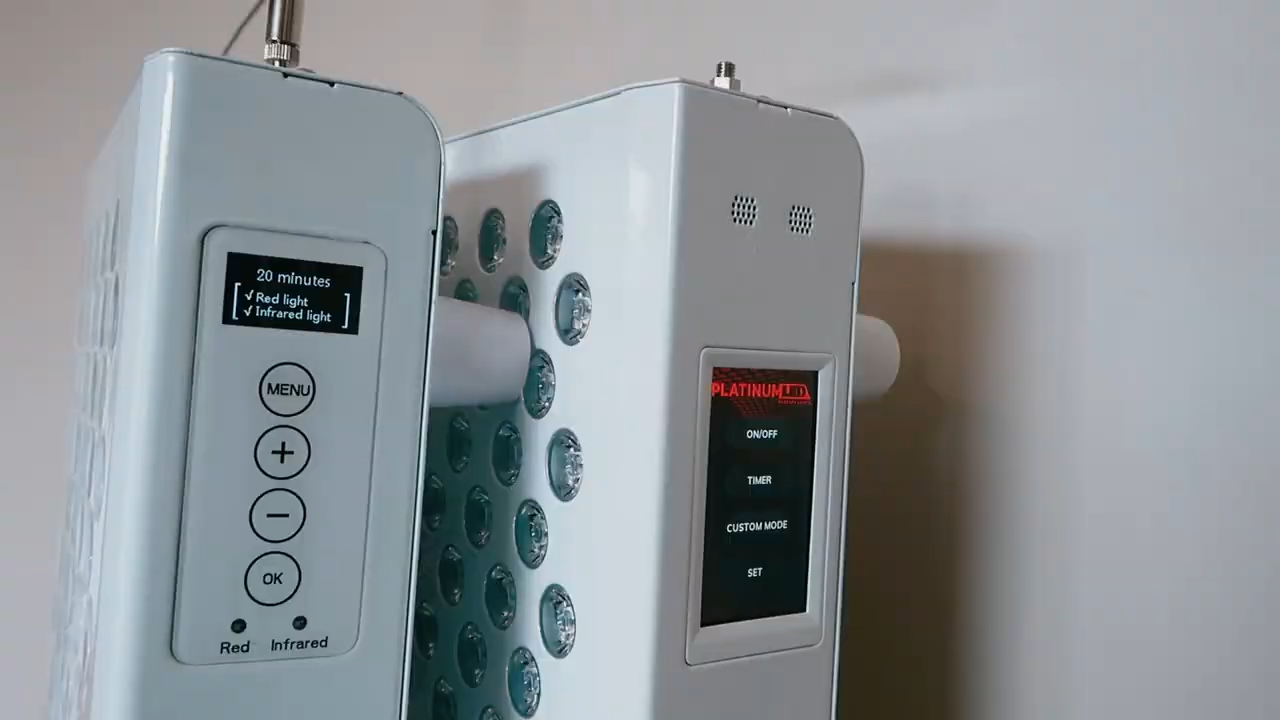 20 minutes
[✓Red light
✓Infrared light]
MENU
+
−
OK
Red Infrared
PLATINUM
ON/OFF
TIMER
CUSTOM MODE
SET